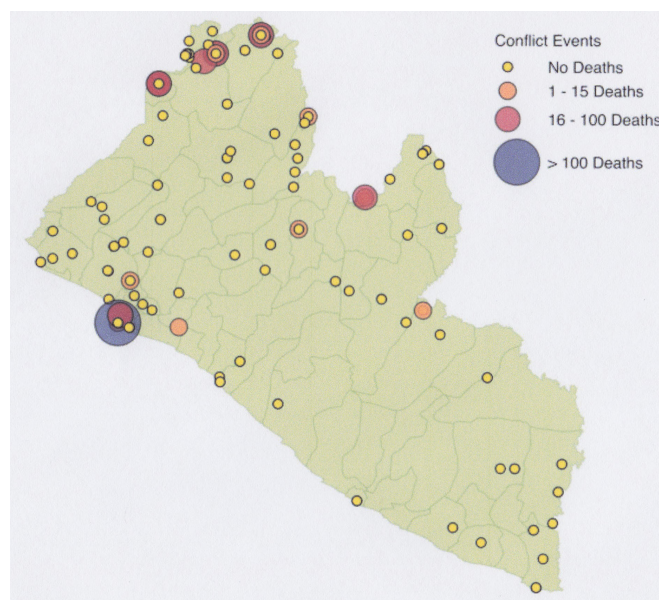 Conflict Events
No Deaths
1 - 15 Deaths
16 - 100 Deaths
> 100 Deaths